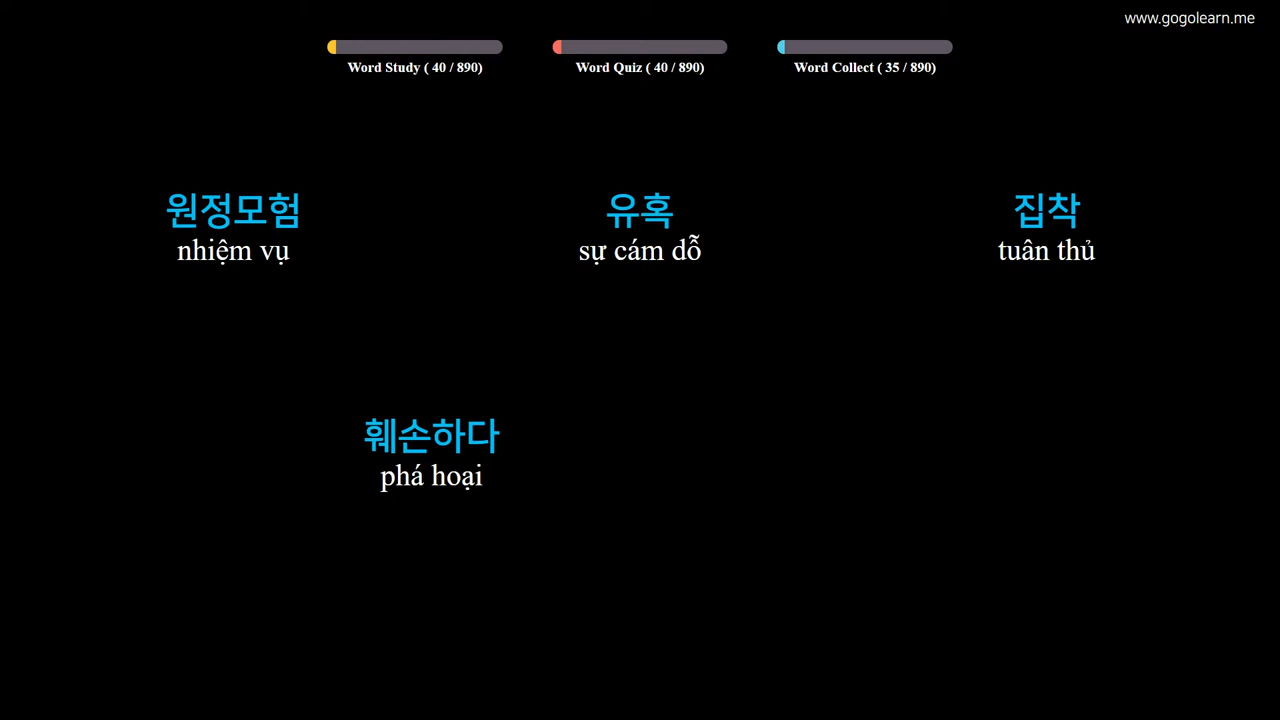 www.gogolearn.me
Word Study ( 40 / 890)
Word Quiz ( 40 / 890)
Word Collect ( 35 / 890)
원정모험
nhiệm vụ
유혹
sự cám dỗ
집착
tuân thủ
훼손하다
phá hoại